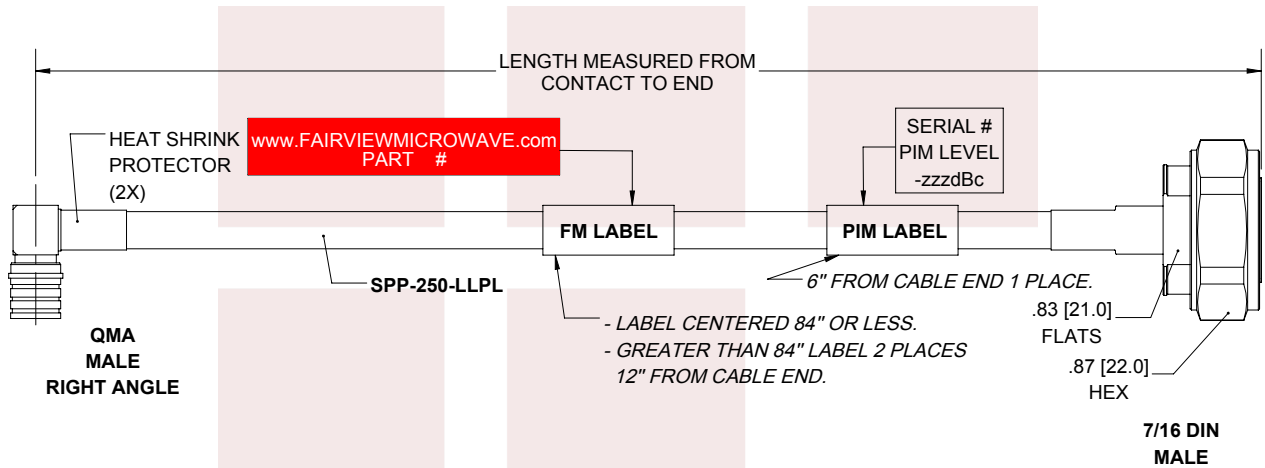 LENGTH MEASURED FROM
CONTACT TO END
HEAT SHRINK
PROTECTOR
(2X)
www.FAIRVIEWMICROWAVE.com
PART #
SERIAL #
PIM LEVEL
-zzzdBc
FM LABEL
PIM LABEL
SPP-250-LLPL
6" FROM CABLE END 1 PLACE.
- LABEL CENTERED 84" OR LESS.
- GREATER THAN 84" LABEL 2 PLACES
12" FROM CABLE END.
.83 [21.0]
FLATS
.87 [22.0]
HEX
QMA
MALE
RIGHT ANGLE
7/16 DIN
MALE